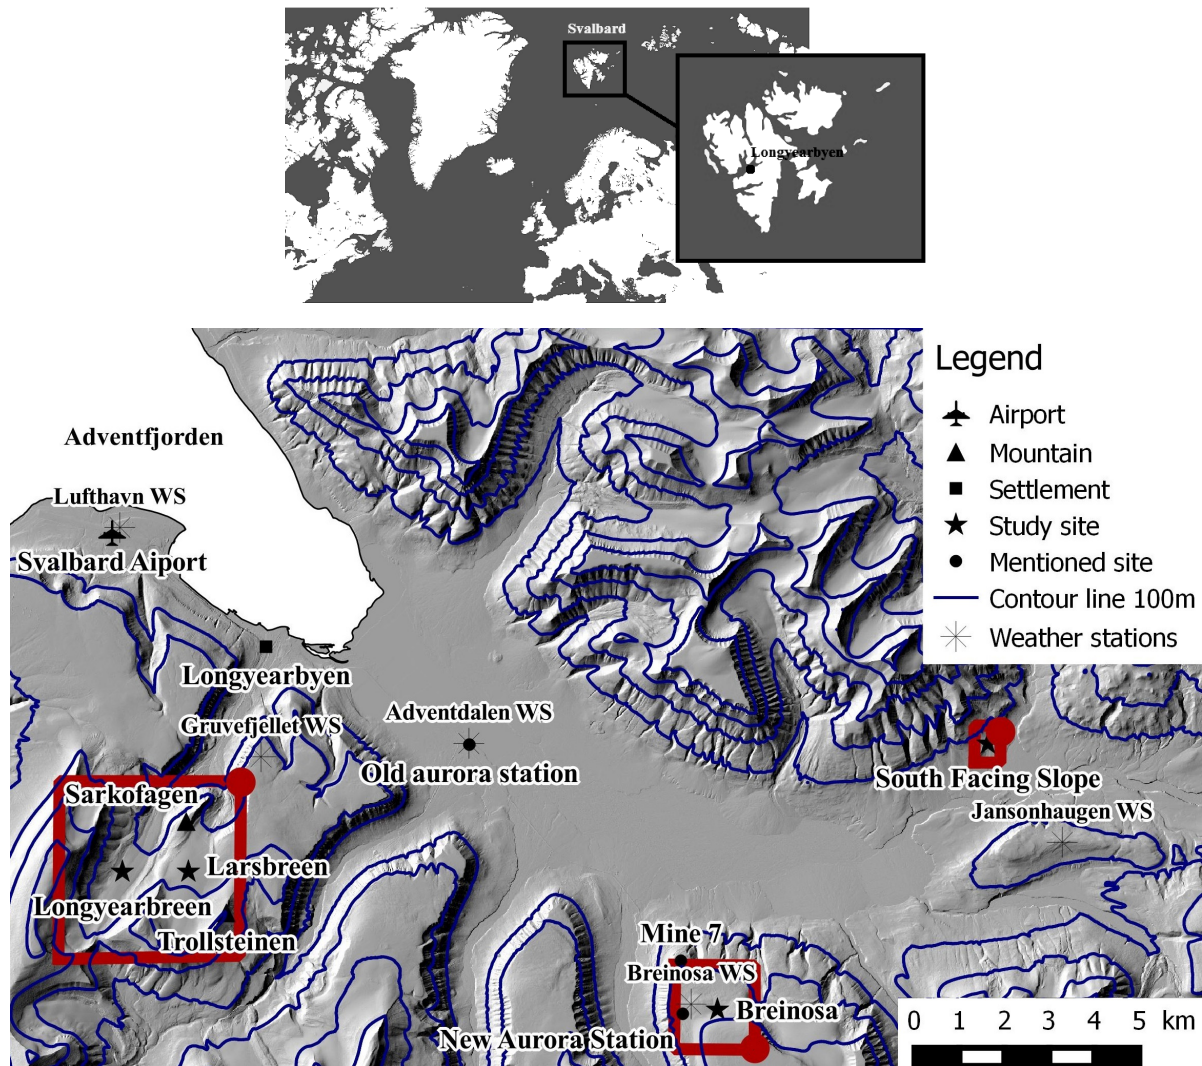 Svalbard
Longyearbyen
Legend
Airport
Mountain
Settlement
Study site
Mentioned site
Contour line 100m
Weather stations
Adventfjorden
Lufthavn WS
Svalbard Aiport
Longyearbyen
Gruvefjellet WS
Adventdalen WS
Old aurora station
South Facing Slope
Jansonhaugen WS
Sarkofagen
Larsbreen
Longyearbreen
Trollsteinen
Mine 7
Breinosa WS
Breinosa
New Aurora Station
0 1 2 3 4 5 km